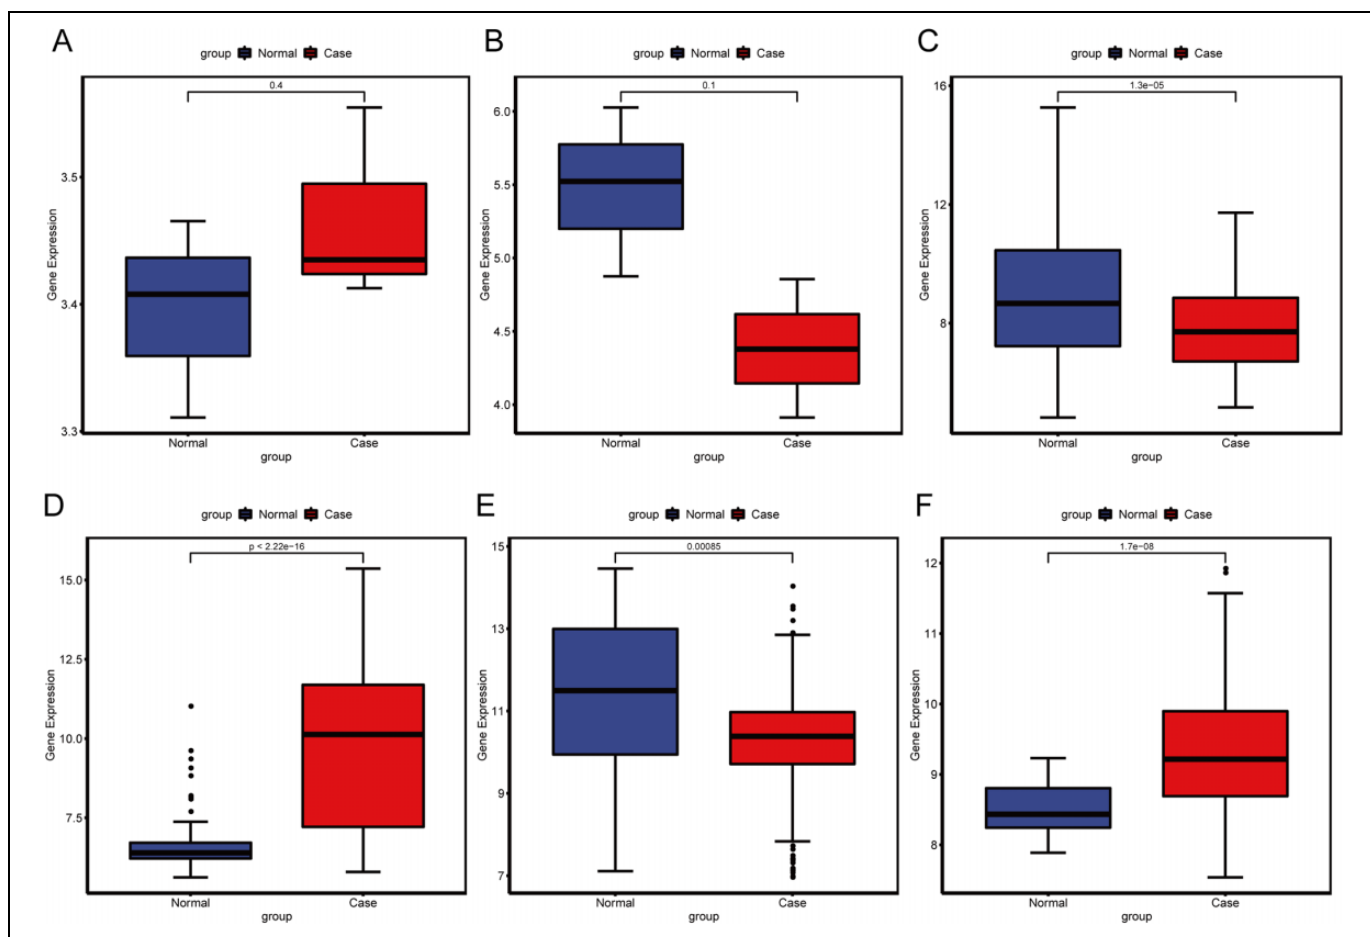 A
group Normal Case
0.4
3.5
3.4
3.3
Gene Expression
Normal Case
group
B
group Normal Case
0.1
6.0
5.5
5.0
4.5
4.0
Gene Expression
Normal Case
group
C
group Normal Case
1.3e−05
16
12
8
Gene Expression
Normal Case
group
D
group Normal Case
p < 2.22e−16
15.0
12.5
10.0
7.5
Gene Expression
Normal Case
group
E
group Normal Case
0.00085
15
13
11
9
7
Gene Expression
Normal Case
group
F
group Normal Case
1.7e−08
12
11
10
9
8
Gene Expression
Normal Case
group